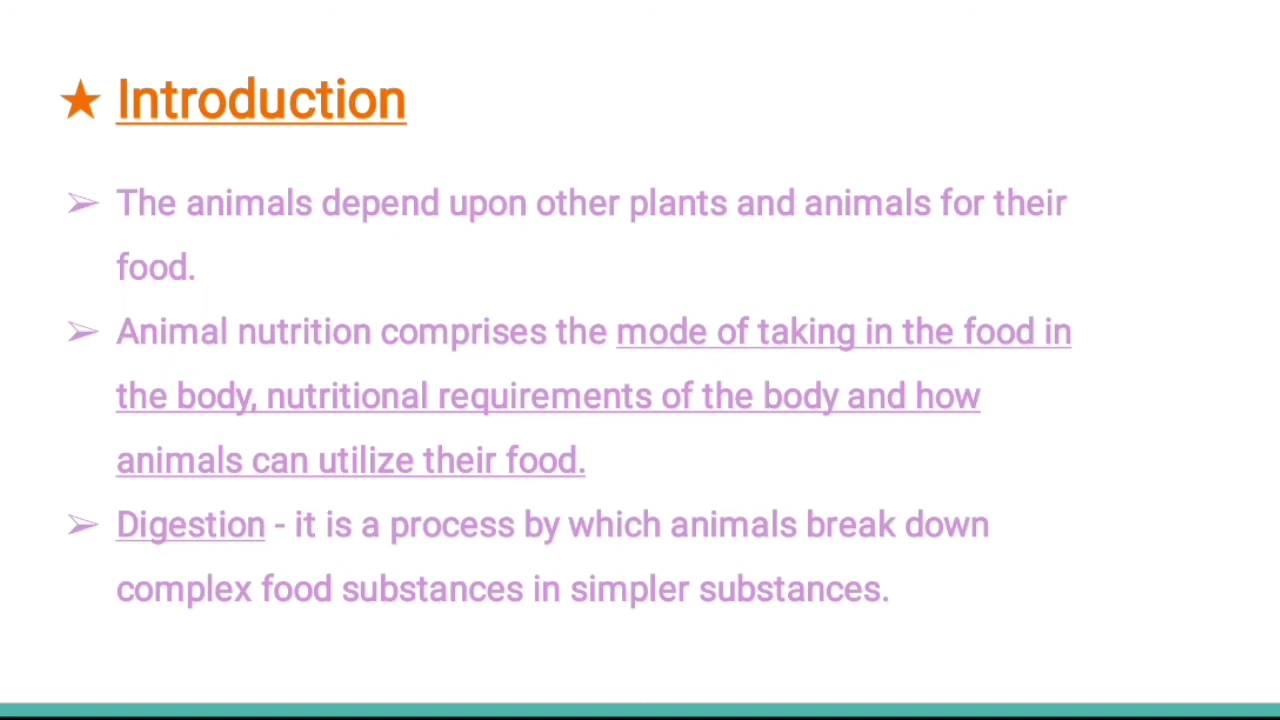 ★ Introduction
➢ The animals depend upon other plants and animals for their
food.
➢ Animal nutrition comprises the mode of taking in the food in
the body, nutritional requirements of the body and how
animals can utilize their food.
➢ Digestion - it is a process by which animals break down
complex food substances in simpler substances.